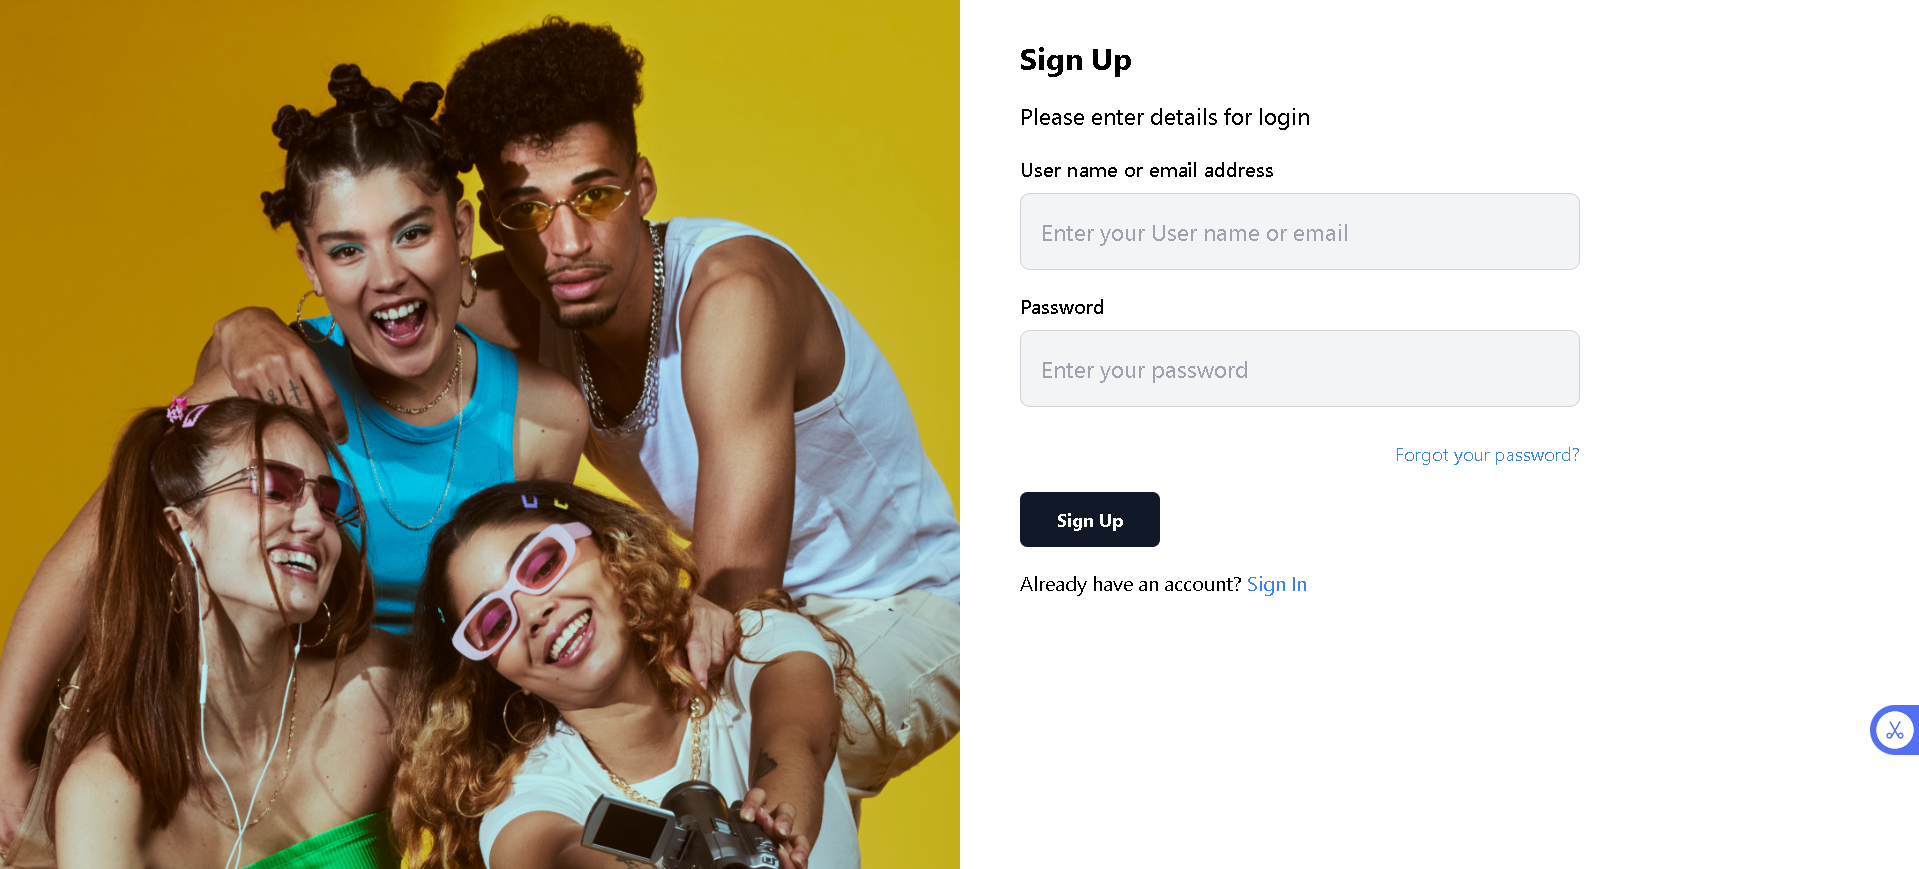 Sign Up
Please enter details for login
User name or email address
Enter your User name or email
Password
Enter your password
Forgot your password?
Sign Up
Already have an account? Sign In